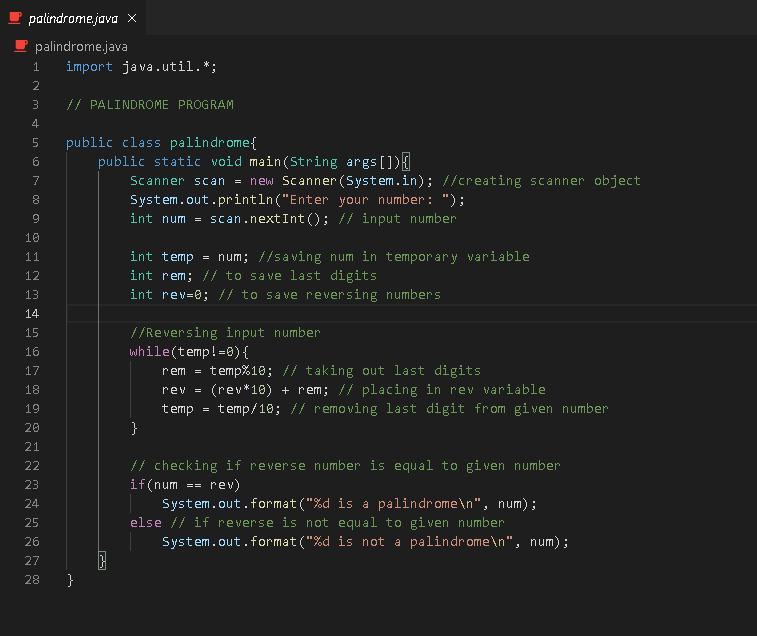 palindrome.java ×
palindrome.java
1 import java.util.*;
2
3 // PALINDROME PROGRAM
4
5 public class palindrome{
6 public static void main(String args[]){
7 Scanner scan = new Scanner(System.in); //creating scanner object
8 System.out.println("Enter your number: ");
9 int num = scan.nextInt(); // input number
10
11 int temp = num; //saving num in temporary variable
12 int rem; // to save last digits
13 int rev=0; // to save reversing numbers
14
15 //Reversing input number
16 while(temp!=0){
17 rem = temp%10; // taking out last digits
18 rev = (rev*10) + rem; // placing in rev variable
19 temp = temp/10; // removing last digit from given number
20 }
21
22 // checking if reverse number is equal to given number
23 if(num == rev)
24 System.out.format("%d is a palindrome\n", num);
25 else // if reverse is not equal to given number
26 System.out.format("%d is not a palindrome\n", num);
27 }
28 }